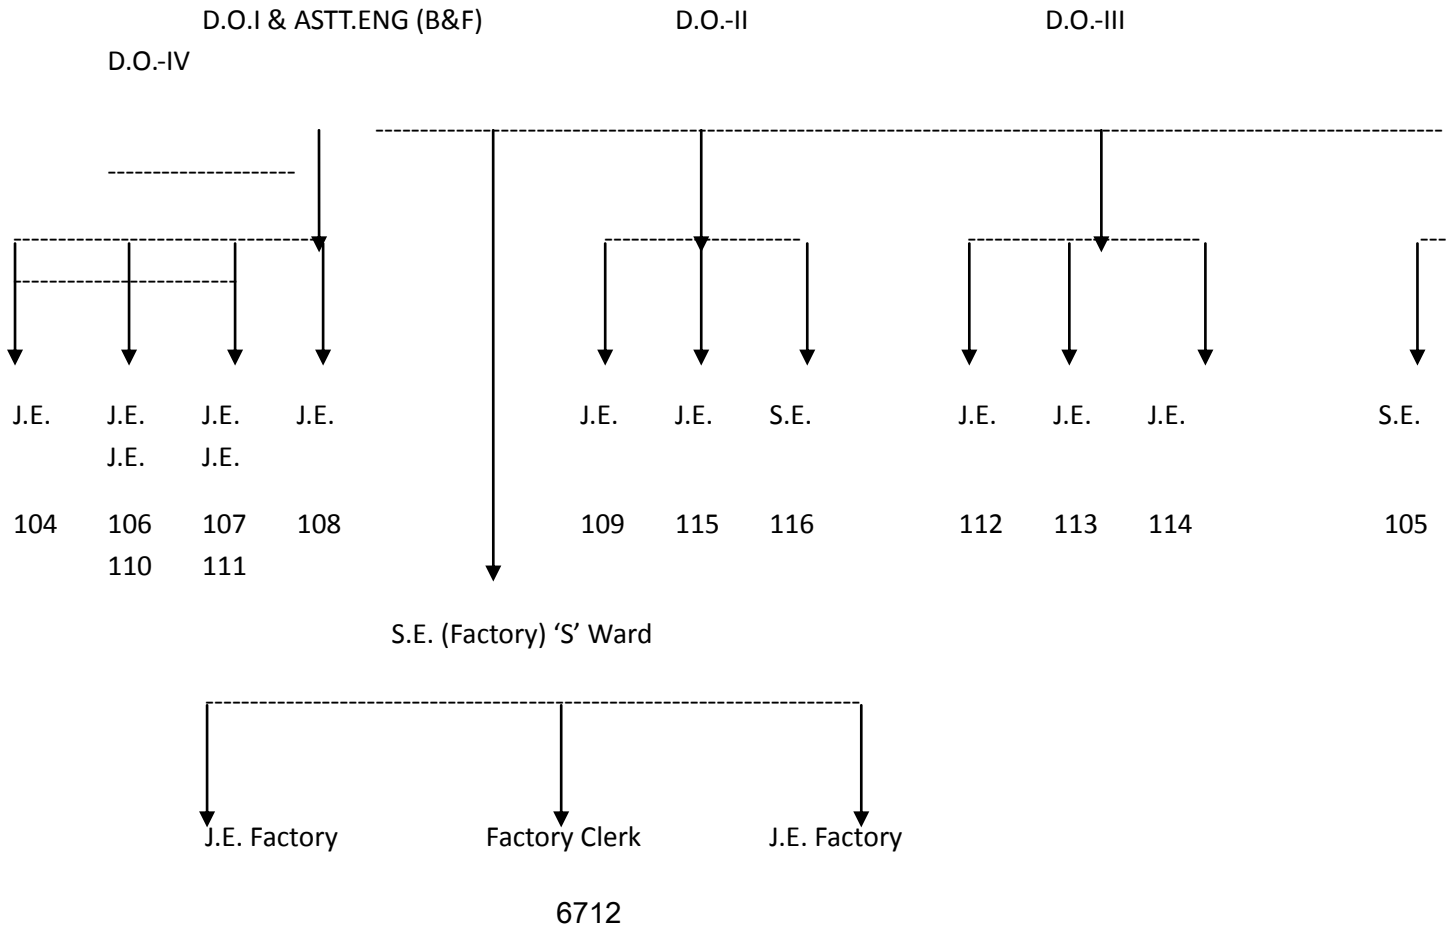 D.O.I & ASTT.ENG (B&F) D.O.-II D.O.-III
D.O.-IV
J.E. J.E. J.E. J.E. J.E. J.E. S.E. J.E. J.E. J.E. S.E.
J.E. J.E.
104 106 107 108 109 115 116 112 113 114 105
110 111
S.E. (Factory) ‘S’ Ward
J.E. Factory Factory Clerk J.E. Factory
6712